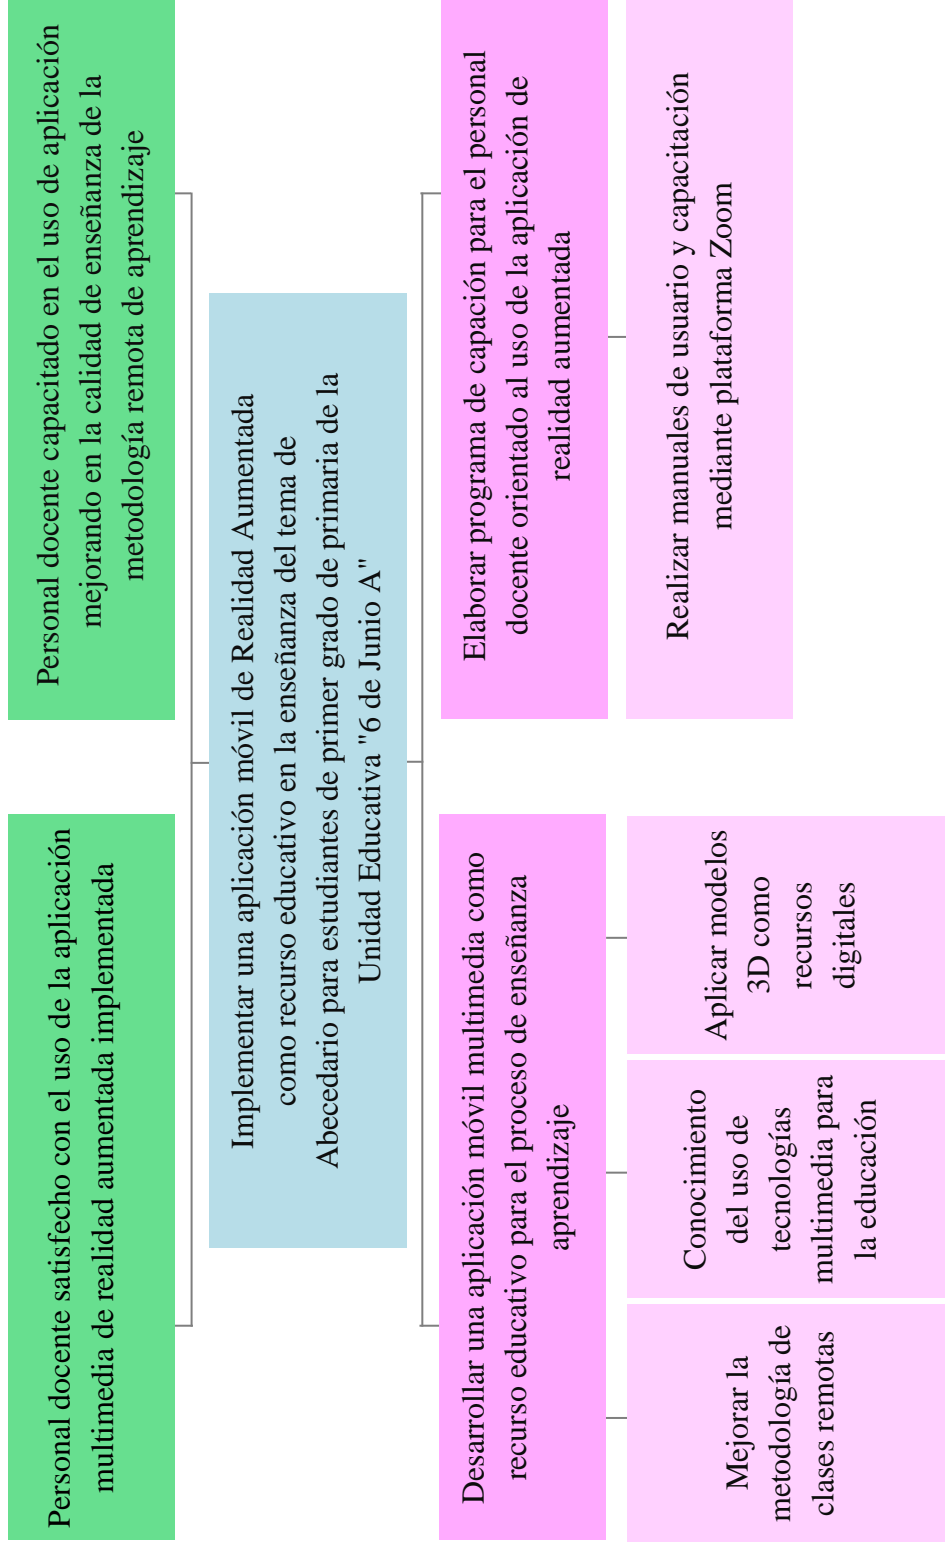 Personal docente satisfecho con el uso de la aplicación
multimedia de realidad aumentada implementada
Personal docente capacitado en el uso de aplicación
mejorando en la calidad de enseñanza de la
metodología remota de aprendizaje
Implementar una aplicación móvil de Realidad Aumentada
como recurso educativo en la enseñanza del tema de
Abecedario para estudiantes de primer grado de primaria de la
Unidad Educativa "6 de Junio A"
Desarrollar una aplicación móvil multimedia como
recurso educativo para el proceso de enseñanza
aprendizaje
Elaborar programa de capación para el personal
docente orientado al uso de la aplicación de
realidad aumentada
Mejorar la
metodología de
clases remotas
Conocimiento
del uso de
tecnologías
multimedia para
la educación
Aplicar modelos
3D como
recursos
digitales
Realizar manuales de usuario y capacitación
mediante plataforma Zoom